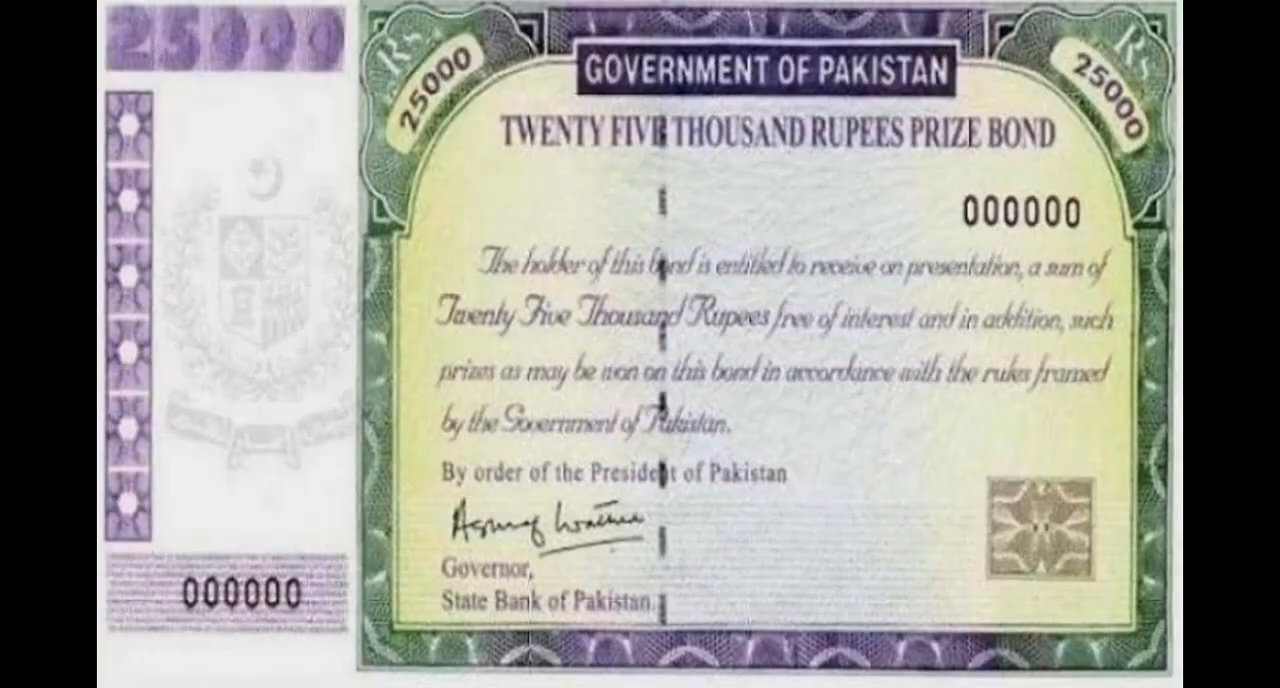 25000
Rs
25000
Rs
25000
GOVERNMENT OF PAKISTAN
TWENTY FIVE THOUSAND RUPEES PRIZE BOND
000000
The holder of this bond is entitled to receive on presentation, a sum of
Twenty Five Thousand Rupees free of interest and in addition, such
prizes as may be won on this bond in accordance with the rules framed
by the Government of Pakistan.
By order of the President of Pakistan
Governor,
State Bank of Pakistan.
000000